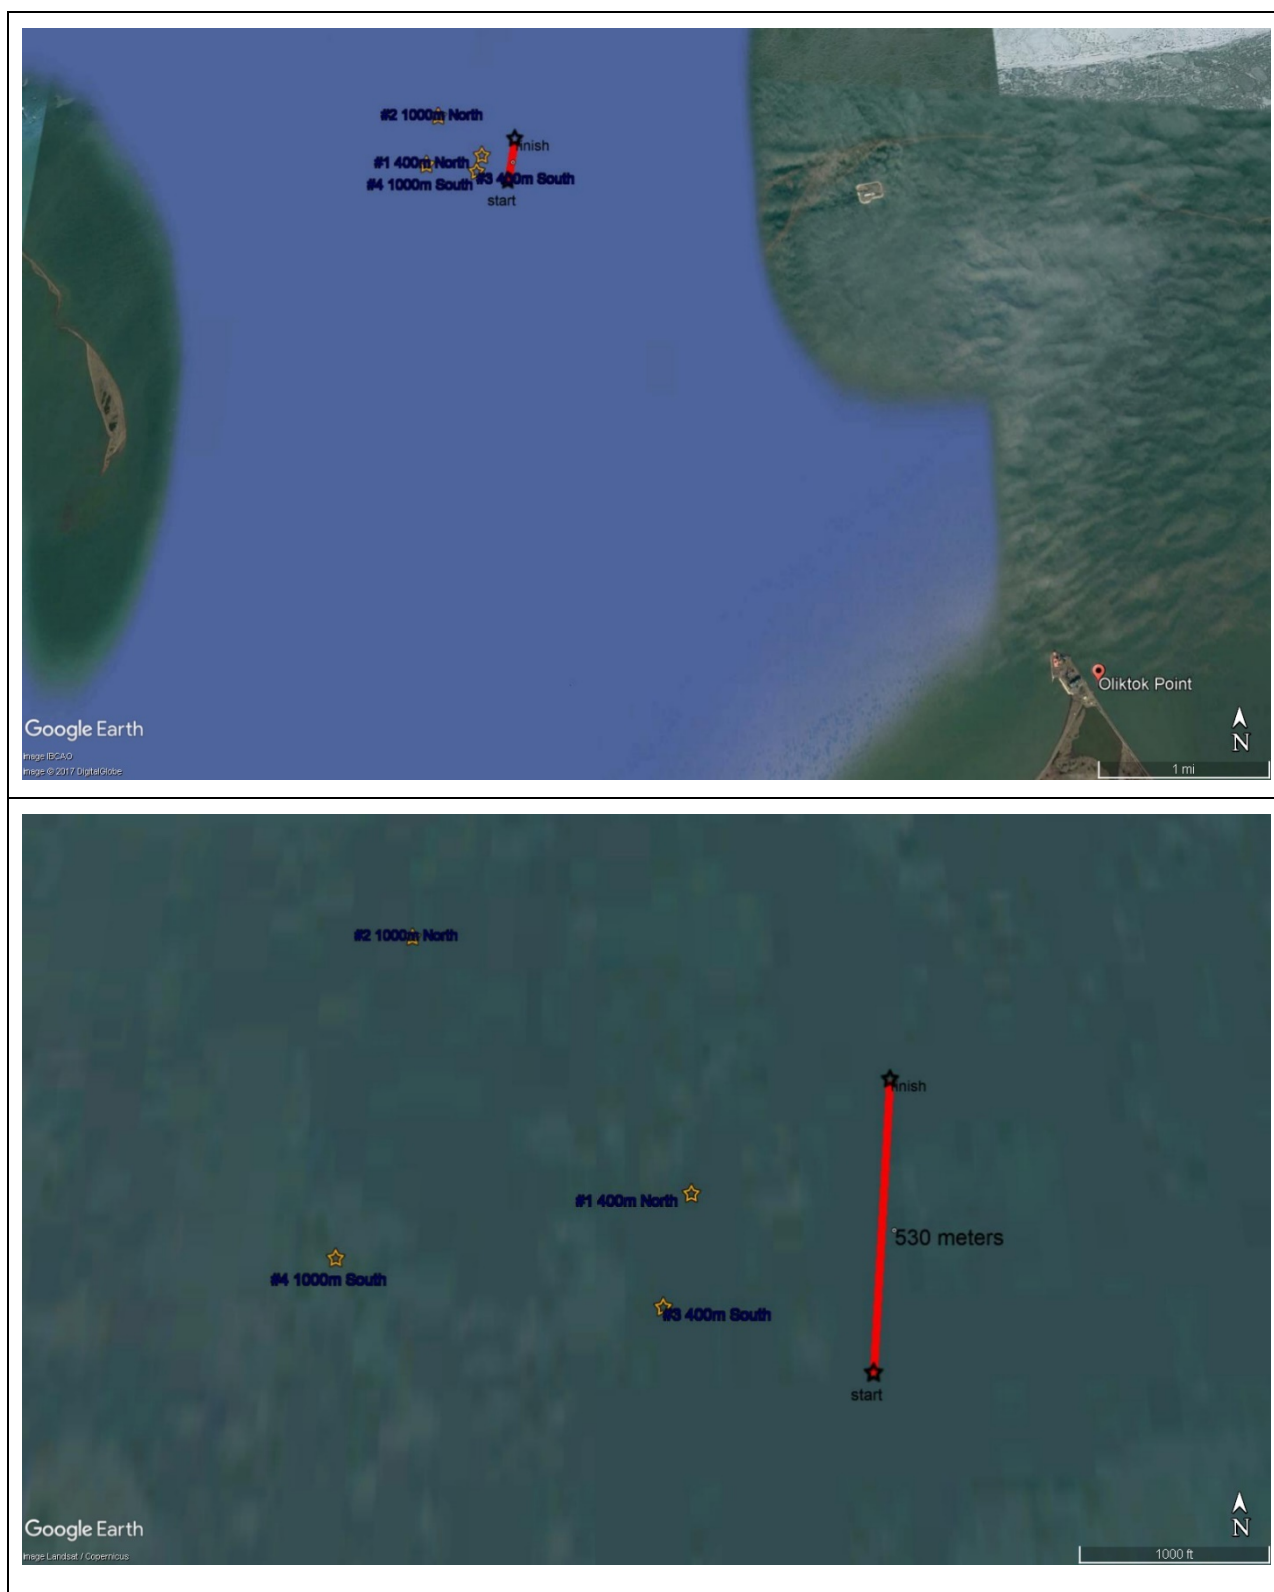 #2 1000m North
finish
#1 400m North
#4 1000m South
#3 400m South
start
Oliktok Point
Google Earth
N
Image IBCAO
Image © 2017 DigitalGlobe
1 mi
#2 1000m North
finish
#1 400m North
530 meters
#4 1000m South
#3 400m South
start
Google Earth
N
Image Landsat / Copernicus
1000 ft